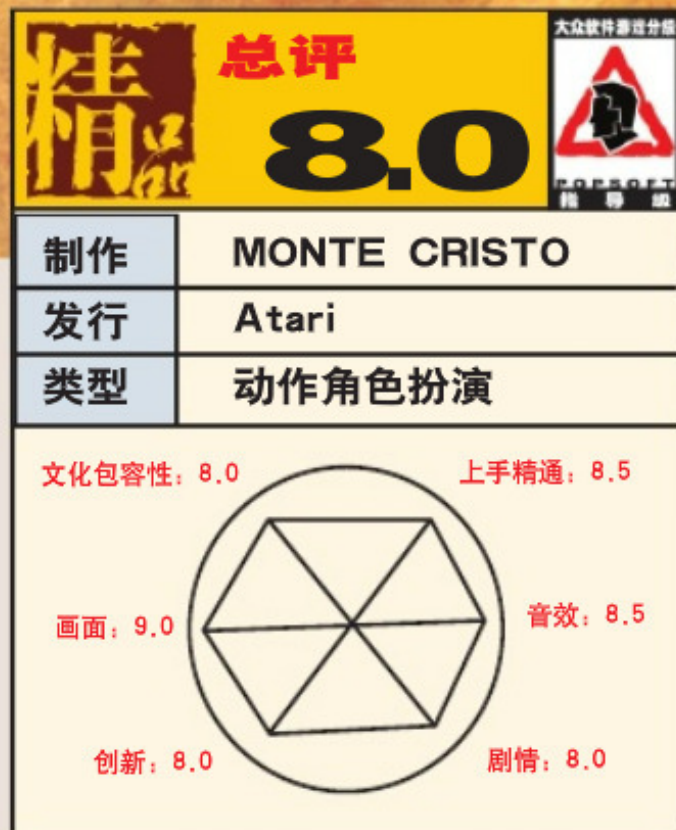 精品
总评
8.0
大众软件游戏分级
POPSOFT
指导级
制作 MONTE CRISTO
发行 Atari
类型 动作角色扮演
文化包容性：8.0 上手精通：8.5
画面：9.0 音效：8.5
创新：8.0 剧情：8.0